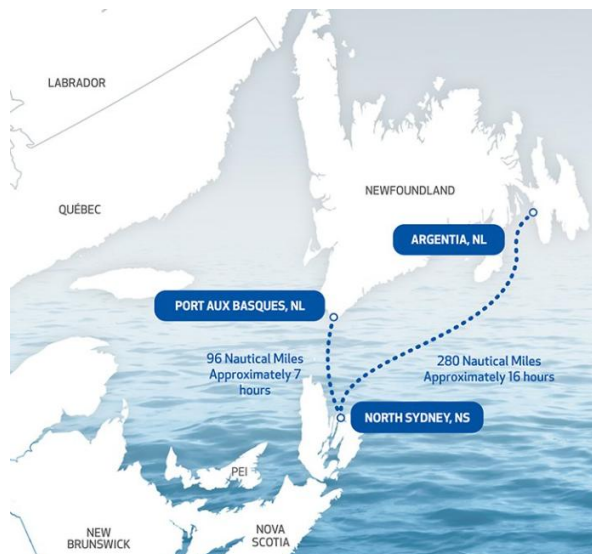 LABRADOR
QUÉBEC
NEWFOUNDLAND
ARGENTIA, NL
PORT AUX BASQUES, NL
96 Nautical Miles
Approximately 7
hours
280 Nautical Miles
Approximately 16 hours
NORTH SYDNEY, NS
PEI
NEW
BRUNSWICK
NOVA
SCOTIA